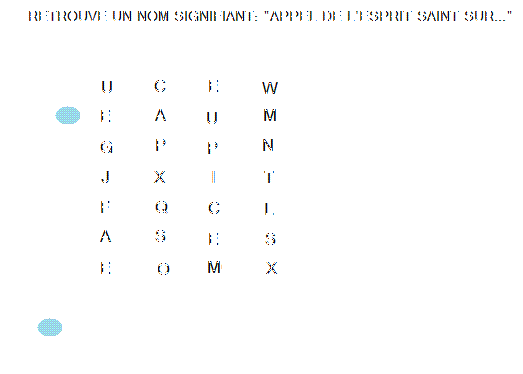 RETROUVE UN NOM SIGNIFIANT: "APPEL DE L'ESPRIT SAINT SUR..."
U C E W
E A U M
G P P N
J X I T
F Q C L
A S E S
E O M X